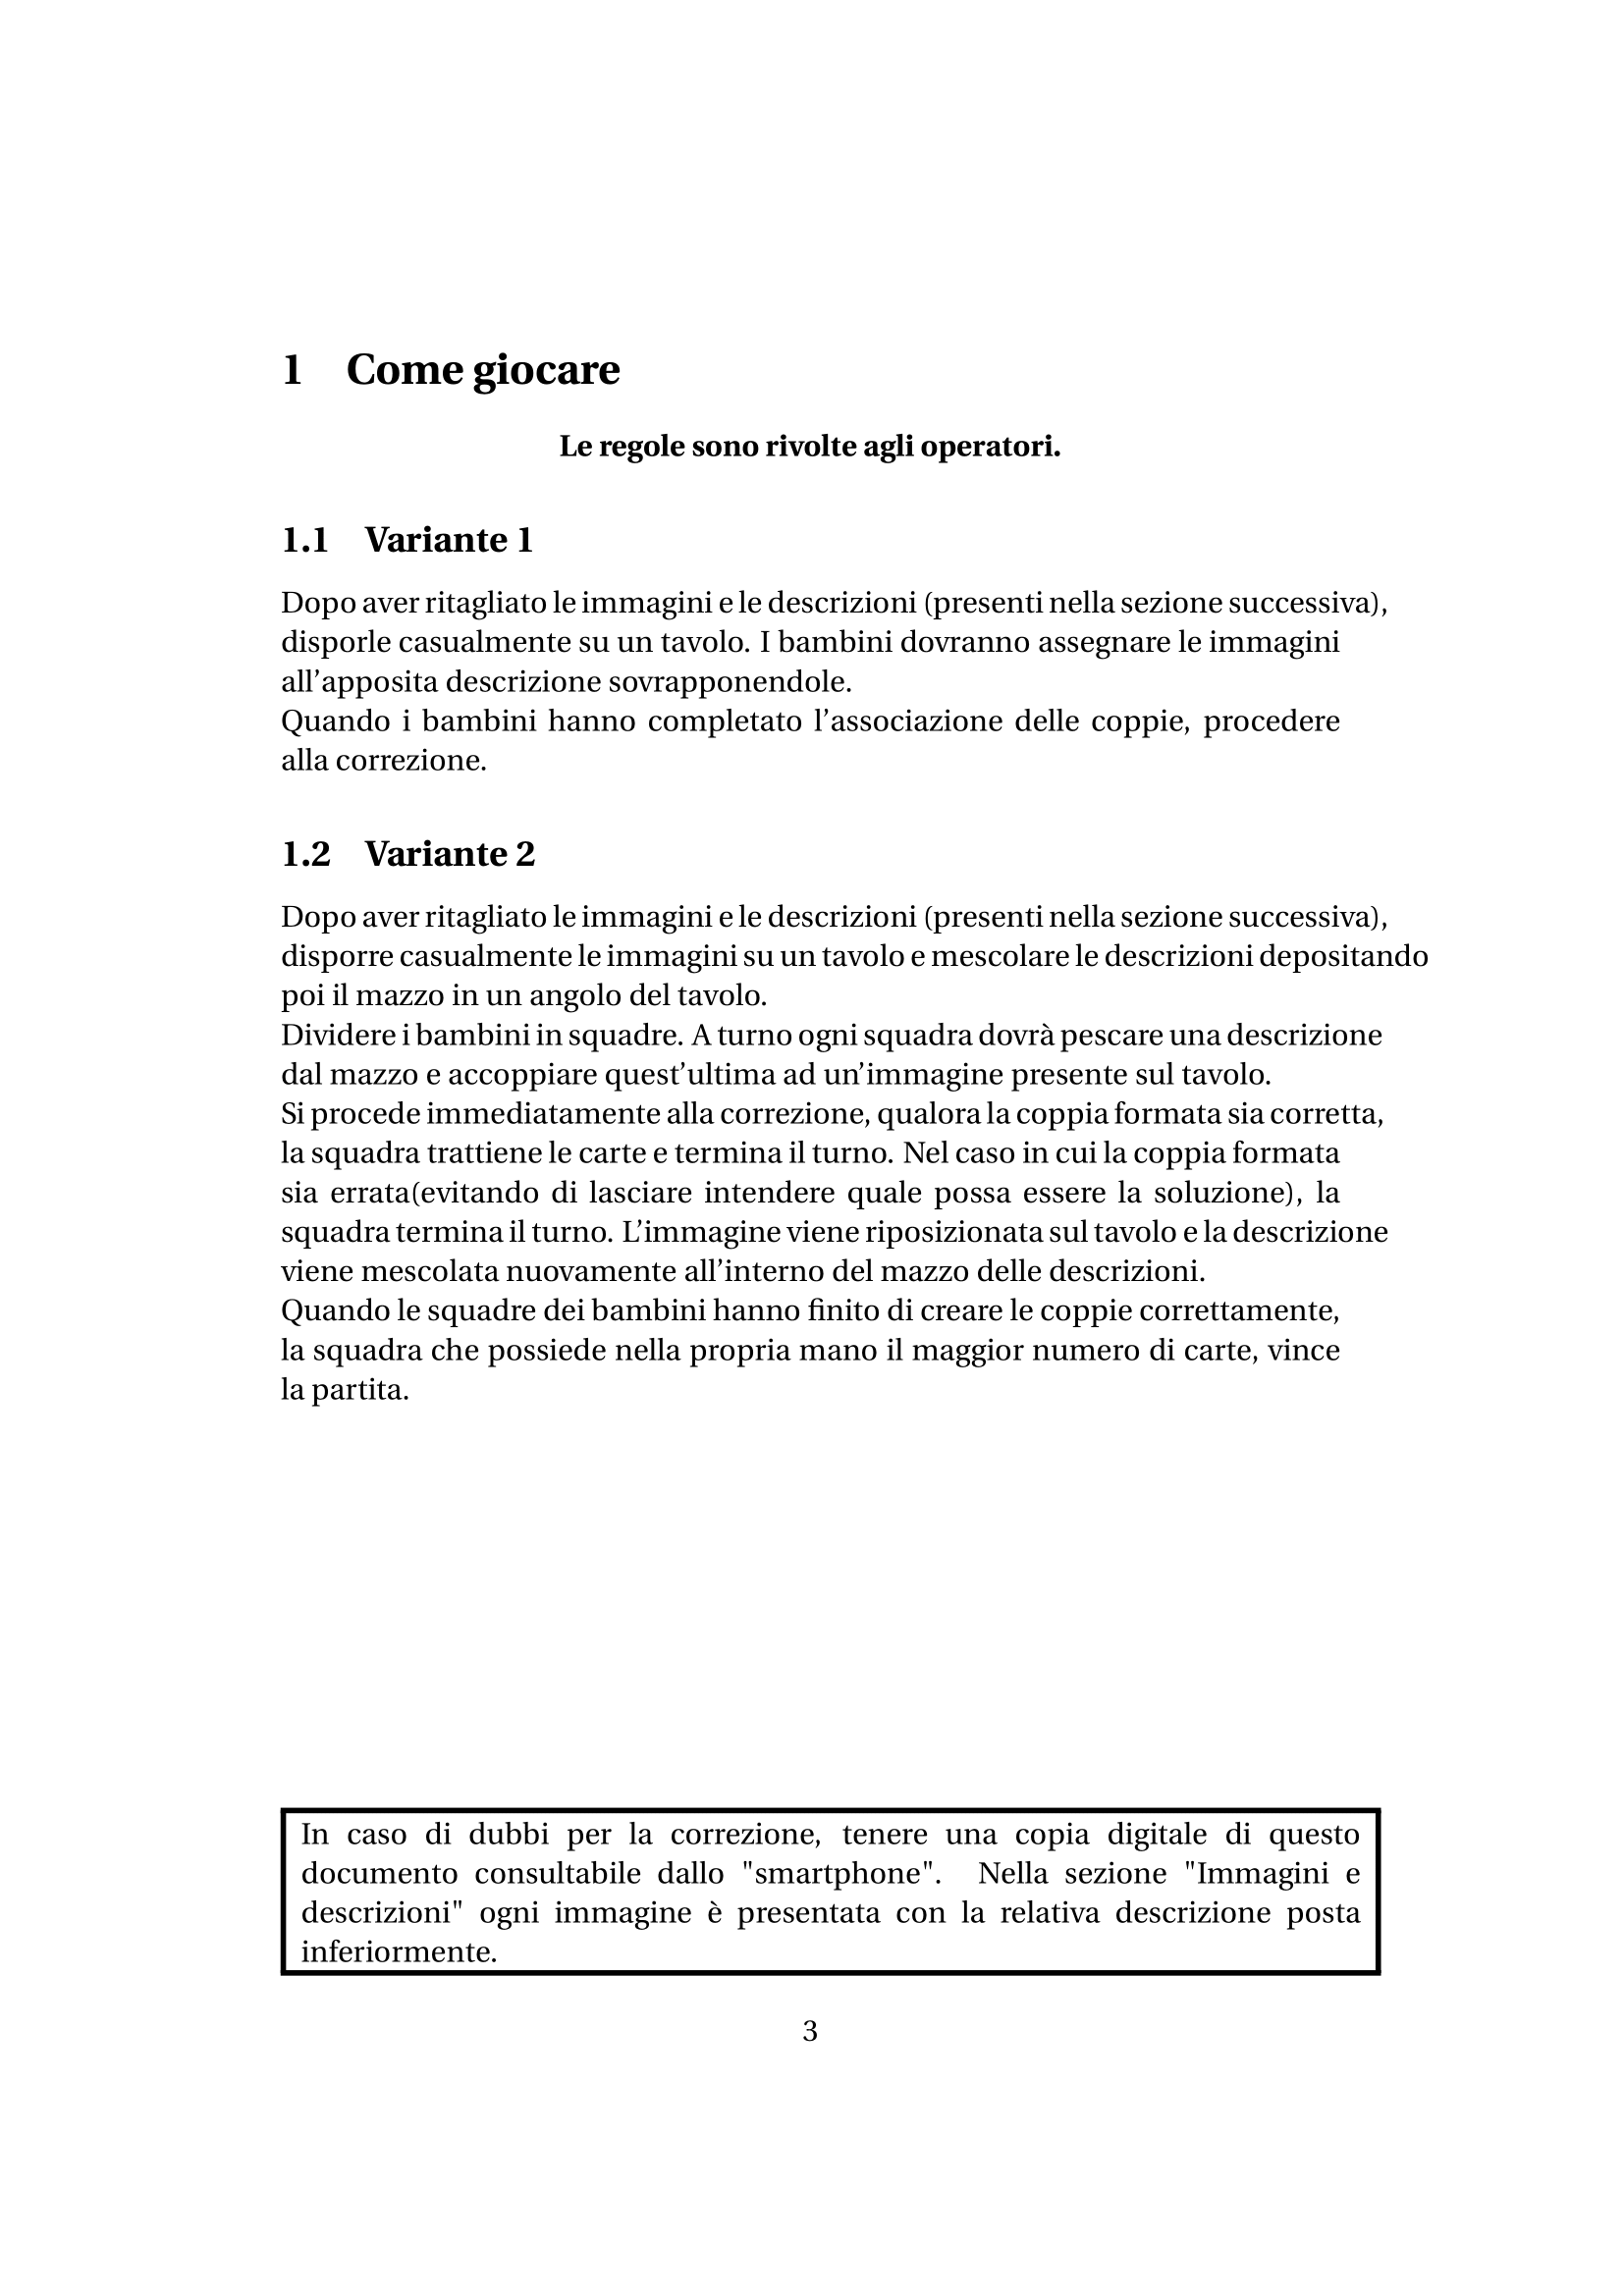 1 Come giocare
Le regole sono rivolte agli operatori.
1.1 Variante 1
Dopo aver ritagliato le immagini e le descrizioni (presenti nella sezione successiva),
disporle casualmente su un tavolo. I bambini dovranno assegnare le immagini
all'apposita descrizione sovrapponendole.
Quando i bambini hanno completato l'associazione delle coppie, procedere
alla correzione.
1.2 Variante 2
Dopo aver ritagliato le immagini e le descrizioni (presenti nella sezione successiva),
disporre casualmente le immagini su un tavolo e mescolare le descrizioni depositando
poi il mazzo in un angolo del tavolo.
Dividere i bambini in squadre. A turno ogni squadra dovrà pescare una descrizione
dal mazzo e accoppiare quest'ultima ad un'immagine presente sul tavolo.
Si procede immediatamente alla correzione, qualora la coppia formata sia corretta,
la squadra trattiene le carte e termina il turno. Nel caso in cui la coppia formata
sia errata(evitando di lasciare intendere quale possa essere la soluzione), la
squadra termina il turno. L'immagine viene riposizionata sul tavolo e la descrizione
viene mescolata nuovamente all'interno del mazzo delle descrizioni.
Quando le squadre dei bambini hanno finito di creare le coppie correttamente,
la squadra che possiede nella propria mano il maggior numero di carte, vince
la partita.
In caso di dubbi per la correzione, tenere una copia digitale di questo
documento consultabile dallo "smartphone". Nella sezione "Immagini e
descrizioni" ogni immagine è presentata con la relativa descrizione posta
inferiormente.
3